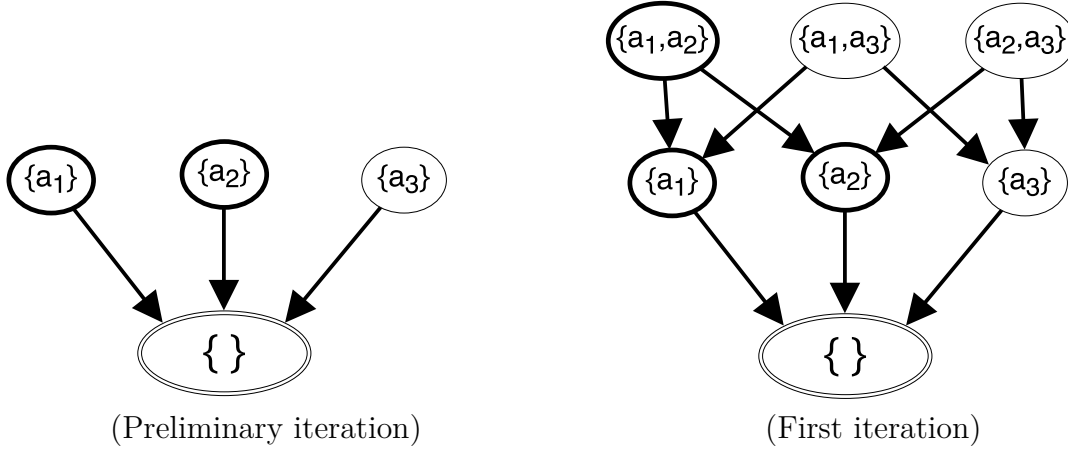 {a₁,a₂} {a₁,a₃} {a₂,a₃}
{a₁} {a₂} {a₃} {a₁} {a₂} {a₃}
{ } { }
(Preliminary iteration) (First iteration)